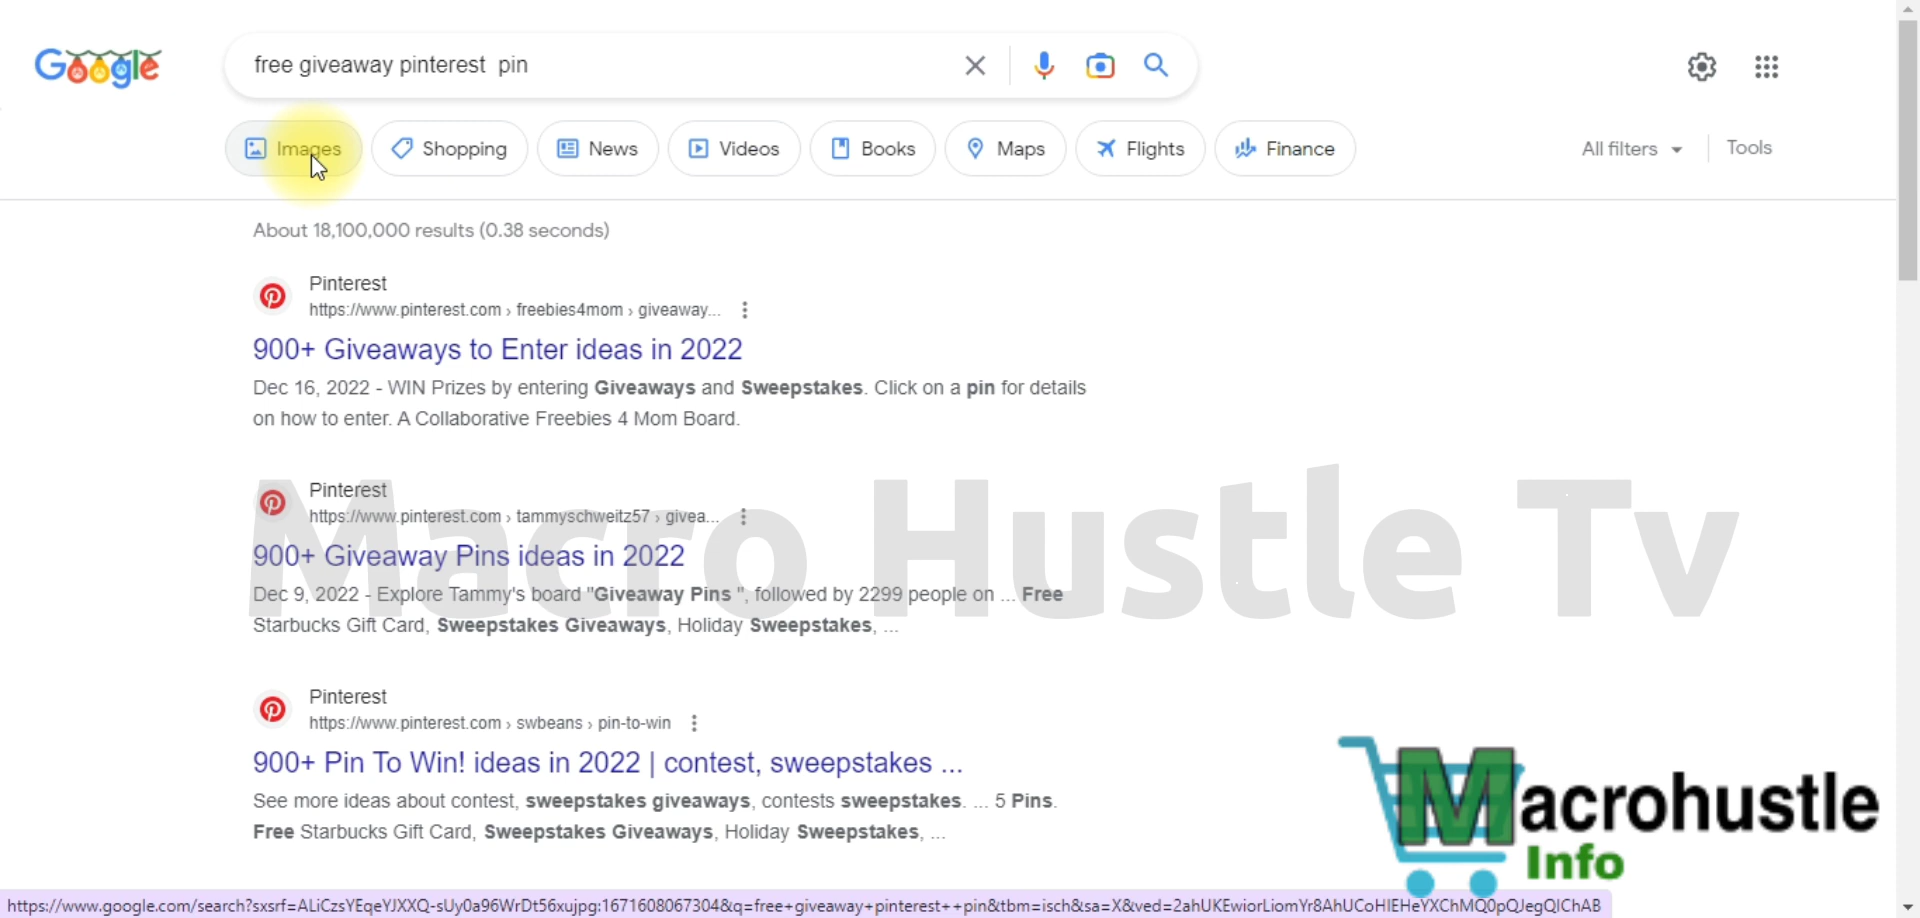 Google
free giveaway pinterest  pin
Images
Shopping
News
Videos
Books
Maps
Flights
Finance
All filters
Tools
About 18,100,000 results (0.38 seconds)
Pinterest
https://www.pinterest.com › freebies4mom › giveaway...
900+ Giveaways to Enter ideas in 2022
Dec 16, 2022 - WIN Prizes by entering Giveaways and Sweepstakes. Click on a pin for details
on how to enter. A Collaborative Freebies 4 Mom Board.
Pinterest
https://www.pinterest.com › tammyschweitz57 › givea...
900+ Giveaway Pins ideas in 2022
Dec 9, 2022 - Explore Tammy's board "Giveaway Pins ", followed by 2299 people on ... Free
Starbucks Gift Card, Sweepstakes Giveaways, Holiday Sweepstakes, ...
Macro Hustle Tv
Pinterest
https://www.pinterest.com › swbeans › pin-to-win
900+ Pin To Win! ideas in 2022 | contest, sweepstakes ...
See more ideas about contest, sweepstakes giveaways, contests sweepstakes. ... 5 Pins.
Free Starbucks Gift Card, Sweepstakes Giveaways, Holiday Sweepstakes, ...
Macrohustle
Info
https://www.google.com/search?sxsrf=ALiCzsYEqeYJXXQ-sUy0a96WrDt56xujpg:1671608067304&q=free+giveaway+pinterest++pin&tbm=isch&sa=X&ved=2ahUKEwiorLiomYr8AhUCoHIEHeYXChMQ0pQJegQIChAB